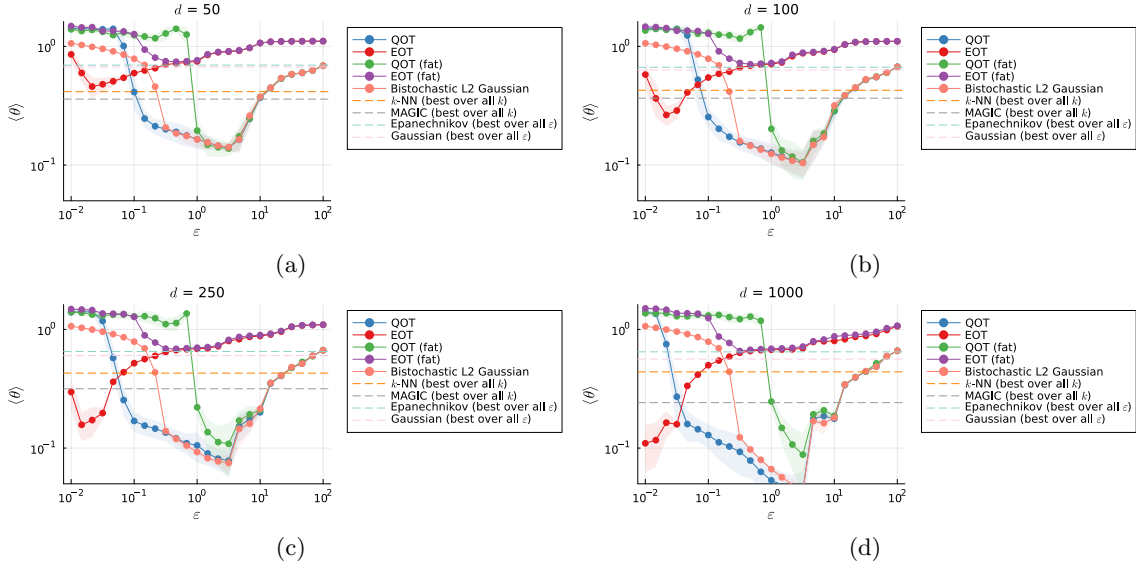 d = 50
⟨θ⟩
10⁰
10⁻¹
10⁻² 10⁻¹ 10⁰ 10¹ 10²
ε
QOT
EOT
QOT (fat)
EOT (fat)
Bistochastic L2 Gaussian
k-NN (best over all k)
MAGIC (best over all k)
Epanechnikov (best over all ε)
Gaussian (best over all ε)
(a)
d = 100
⟨θ⟩
10⁰
10⁻¹
10⁻² 10⁻¹ 10⁰ 10¹ 10²
ε
QOT
EOT
QOT (fat)
EOT (fat)
Bistochastic L2 Gaussian
k-NN (best over all k)
MAGIC (best over all k)
Epanechnikov (best over all ε)
Gaussian (best over all ε)
(b)
d = 250
⟨θ⟩
10⁰
10⁻¹
10⁻² 10⁻¹ 10⁰ 10¹ 10²
ε
QOT
EOT
QOT (fat)
EOT (fat)
Bistochastic L2 Gaussian
k-NN (best over all k)
MAGIC (best over all k)
Epanechnikov (best over all ε)
Gaussian (best over all ε)
(c)
d = 1000
⟨θ⟩
10⁰
10⁻¹
10⁻² 10⁻¹ 10⁰ 10¹ 10²
ε
QOT
EOT
QOT (fat)
EOT (fat)
Bistochastic L2 Gaussian
k-NN (best over all k)
MAGIC (best over all k)
Epanechnikov (best over all ε)
Gaussian (best over all ε)
(d)